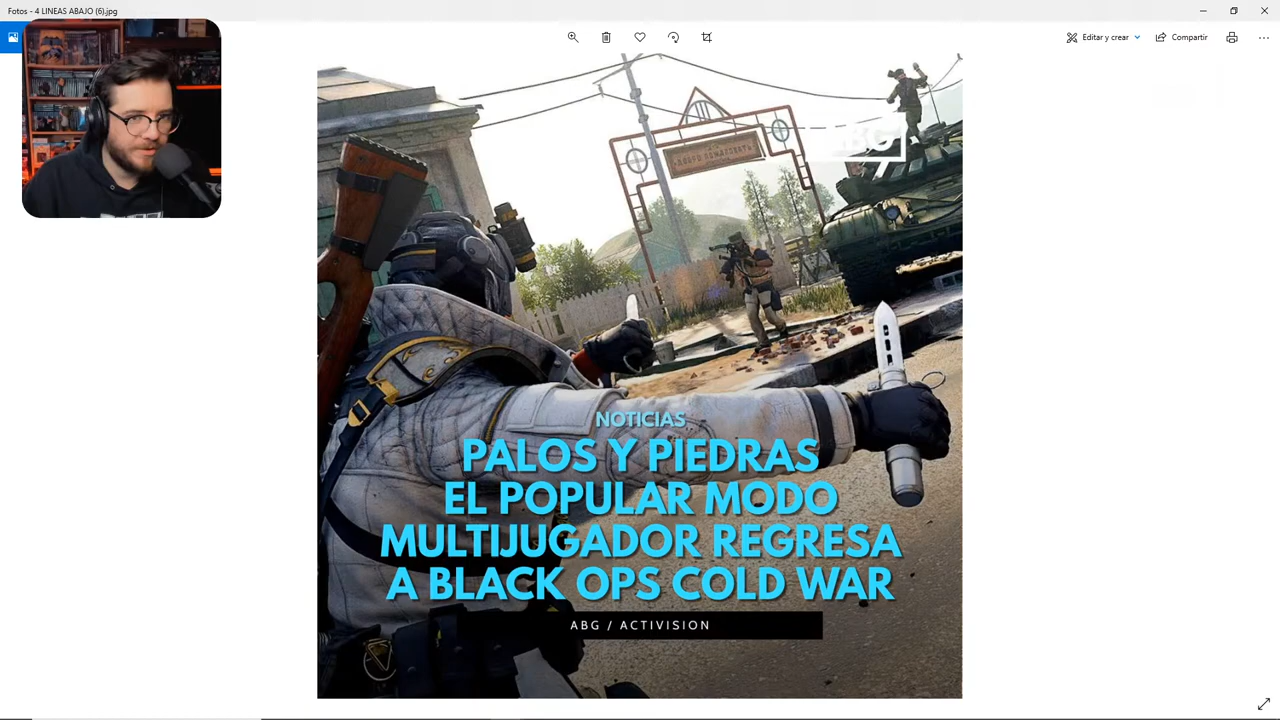 Fotos - 4 LINEAS ABAJO (6).jpg
Editar y crear
Compartir
NOTICIAS
PALOS Y PIEDRAS
EL POPULAR MODO
MULTIJUGADOR REGRESA
A BLACK OPS COLD WAR
ABG / ACTIVISION